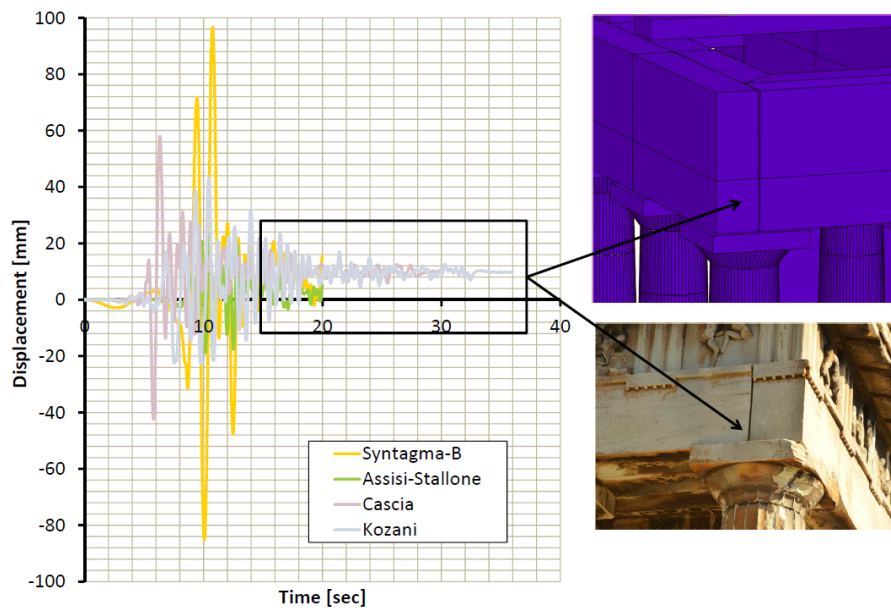 100
80
60
40
20
0
-20
-40
-60
-80
-100
0
10
20
30
40
Displacement [mm]
Time [sec]
Syntagma-B
Assisi-Stallone
Cascia
Kozani